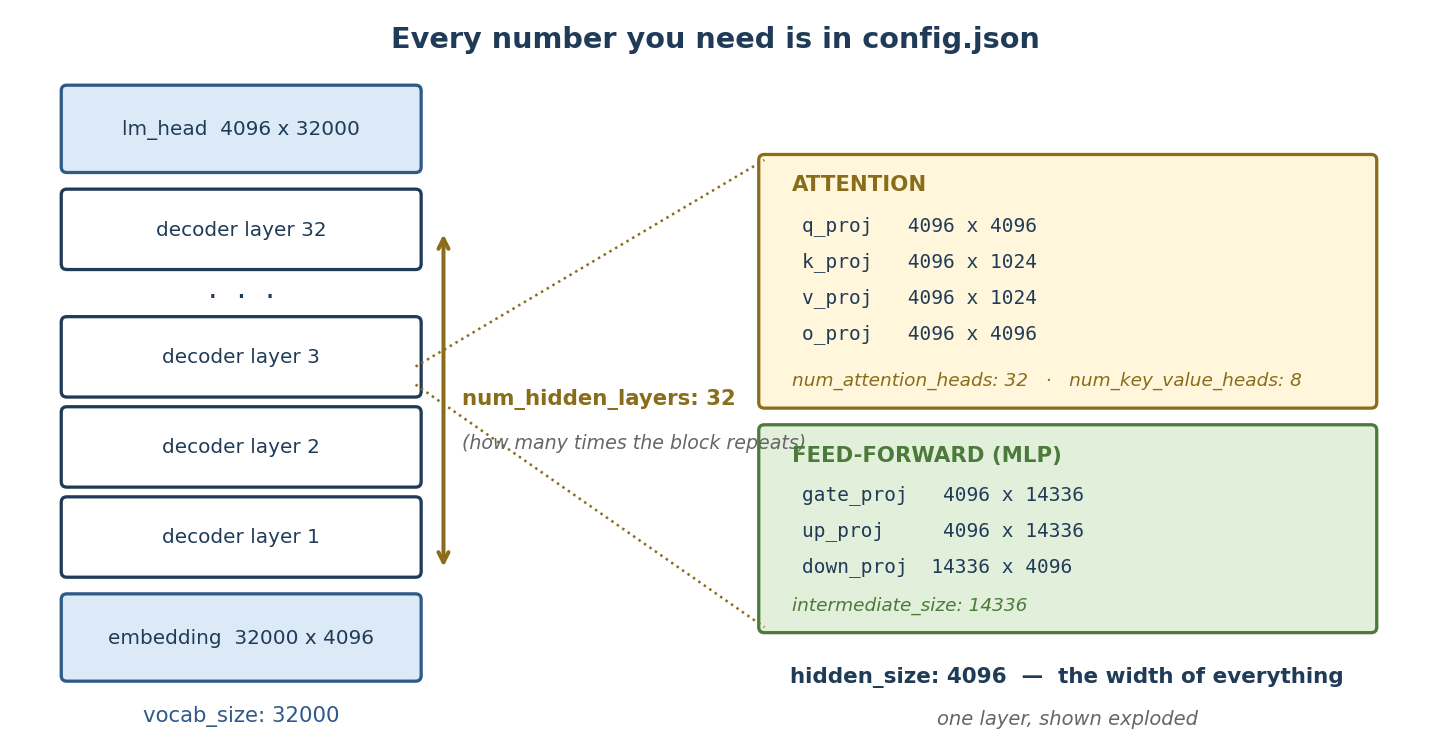 Every number you need is in config.json
lm_head 4096 x 32000
decoder layer 32
. . .
decoder layer 3
decoder layer 2
decoder layer 1
embedding 32000 x 4096
vocab_size: 32000
num_hidden_layers: 32
(how many times the block repeats)
ATTENTION
q_proj 4096 x 4096
k_proj 4096 x 1024
v_proj 4096 x 1024
o_proj 4096 x 4096
num_attention_heads: 32 · num_key_value_heads: 8
FEED-FORWARD (MLP)
gate_proj 4096 x 14336
up_proj 4096 x 14336
down_proj 14336 x 4096
intermediate_size: 14336
hidden_size: 4096 — the width of everything
one layer, shown exploded